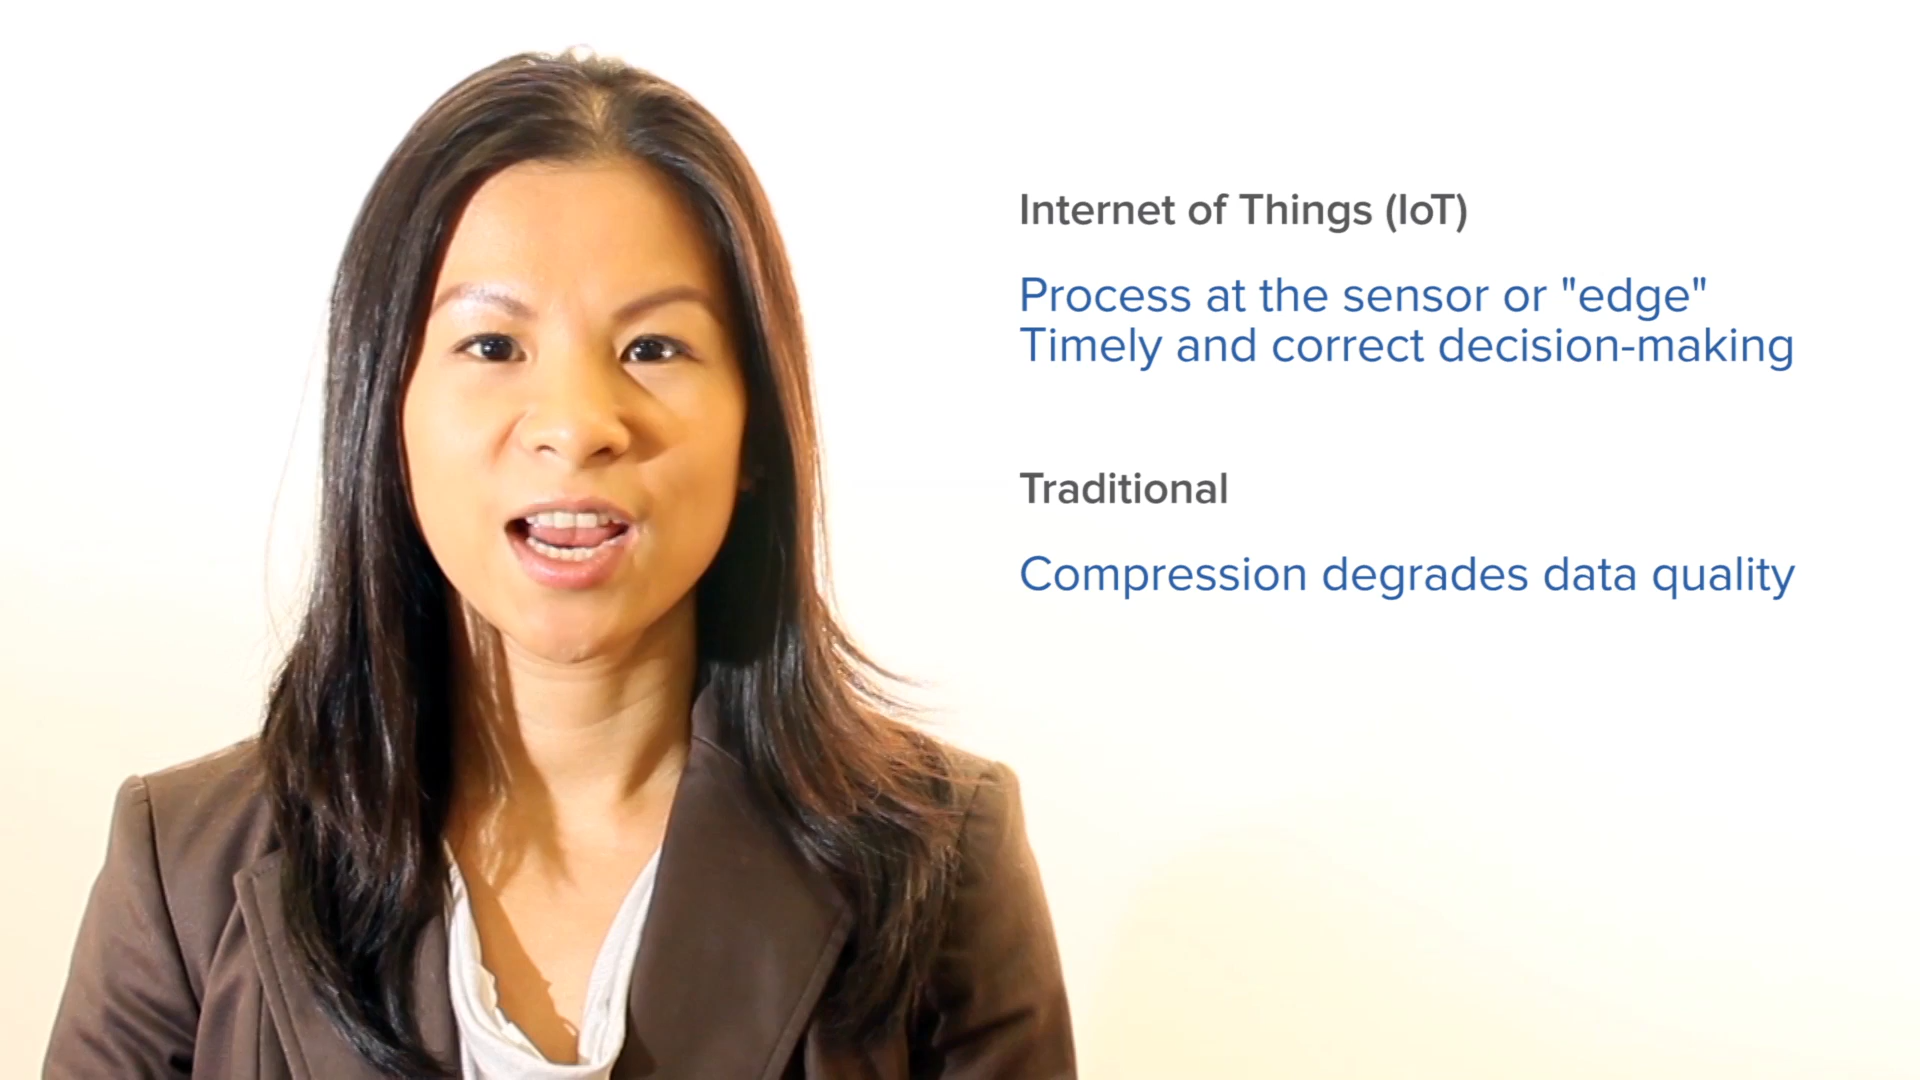 Internet of Things (IoT)
Process at the sensor or "edge"
Timely and correct decision-making
Traditional
Compression degrades data quality